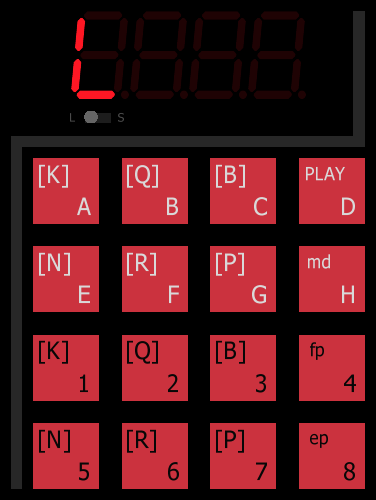 L
L S
[K] [Q] [B] PLAY
A B C D
[N] [R] [P] md
E F G H
[K] [Q] [B] fp
1 2 3 4
[N] [R] [P] ep
5 6 7 8